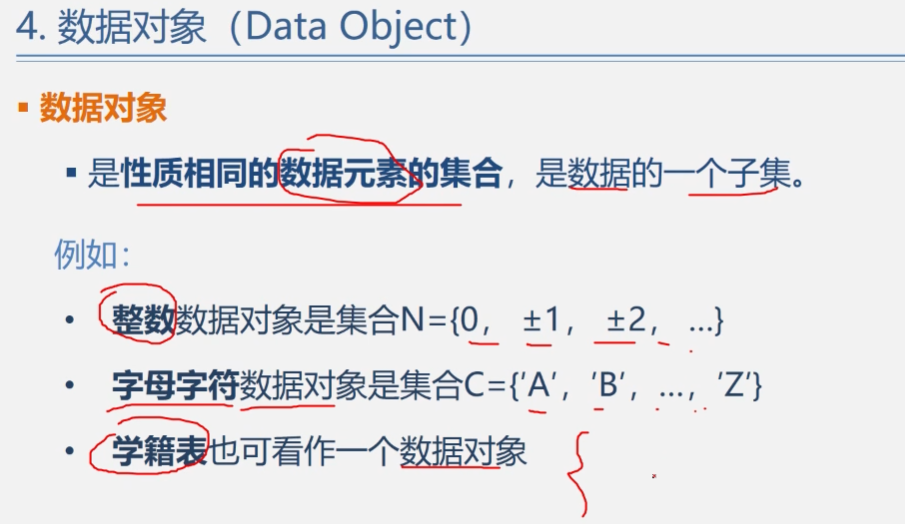 4. 数据对象（Data Object）
▪ 数据对象
▪ 是性质相同的数据元素的集合，是数据的一个子集。
例如：
• 整数数据对象是集合N={0， ±1， ±2， ...}
• 字母字符数据对象是集合C={'A'，'B'，...，'Z'}
• 学籍表也可看作一个数据对象